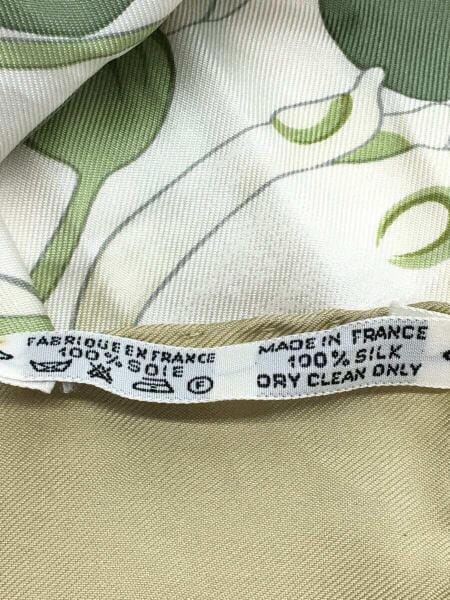 FABRIQUE EN FRANCE
100% SOIE
F
MADE IN FRANCE
100% SILK
DRY CLEAN ONLY